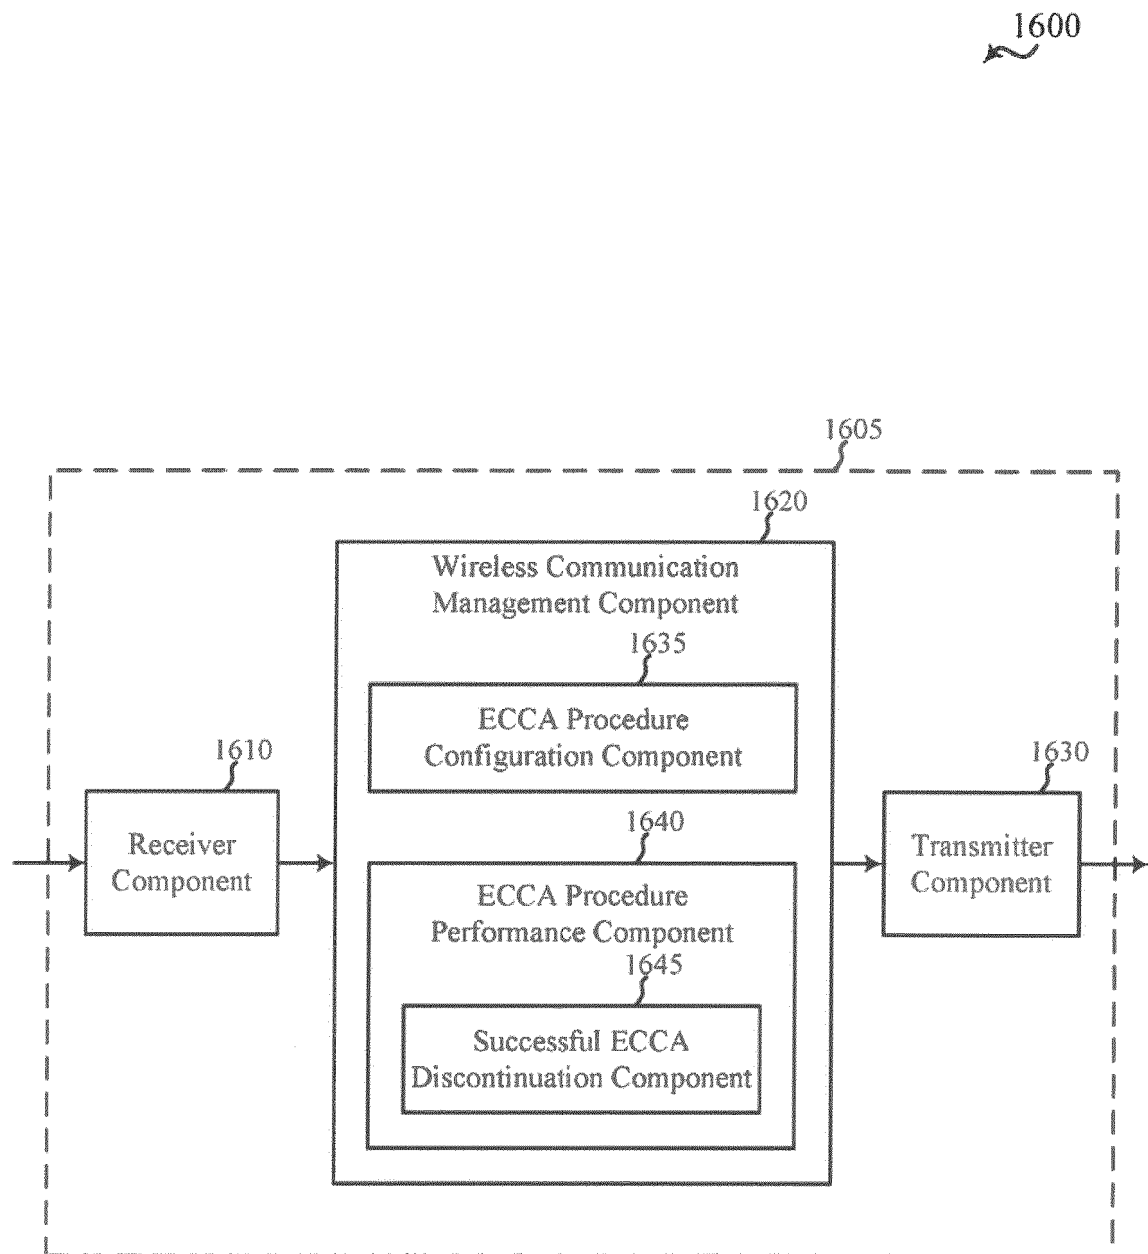 1600
1605
1620
Wireless Communication
Management Component
1635
ECCA Procedure
Configuration Component
1610
Receiver
Component
1630
Transmitter
Component
1640
ECCA Procedure
Performance Component
1645
Successful ECCA
Discontinuation Component